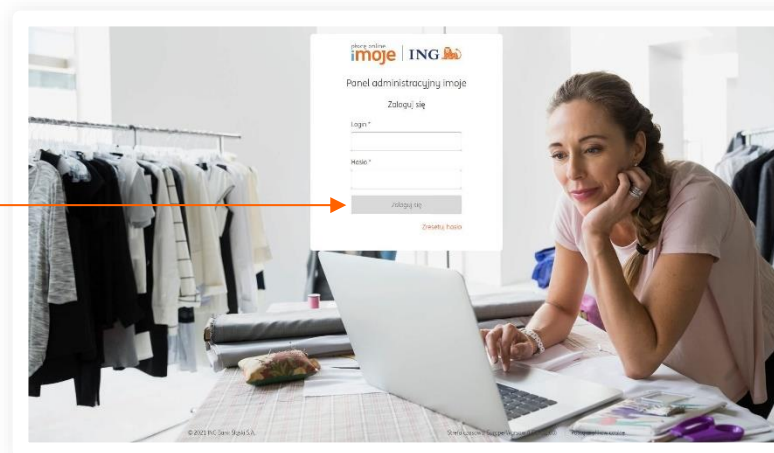 płacę online
imoje | ING
Panel administracyjny imoje
Zaloguj się
Login *
Hasło *
Zaloguj się
Zresetuj hasło
© 2021 ING Bank Śląski S.A.